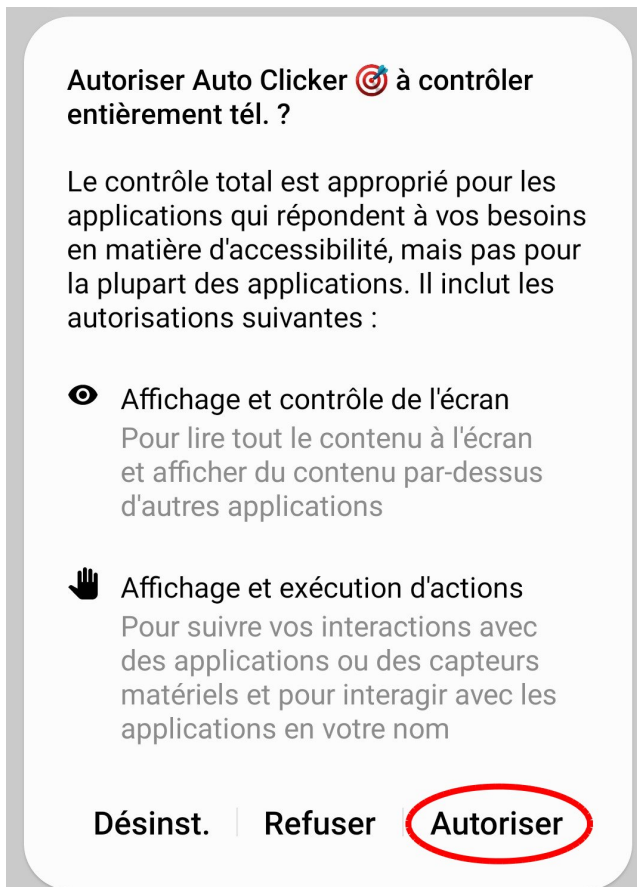 Autoriser Auto Clicker 🎯 à contrôler
entièrement tél. ?
Le contrôle total est approprié pour les
applications qui répondent à vos besoins
en matière d'accessibilité, mais pas pour
la plupart des applications. Il inclut les
autorisations suivantes :
Affichage et contrôle de l'écran
Pour lire tout le contenu à l'écran
et afficher du contenu par-dessus
d'autres applications
Affichage et exécution d'actions
Pour suivre vos interactions avec
des applications ou des capteurs
matériels et pour interagir avec les
applications en votre nom
Désinst. Refuser Autoriser